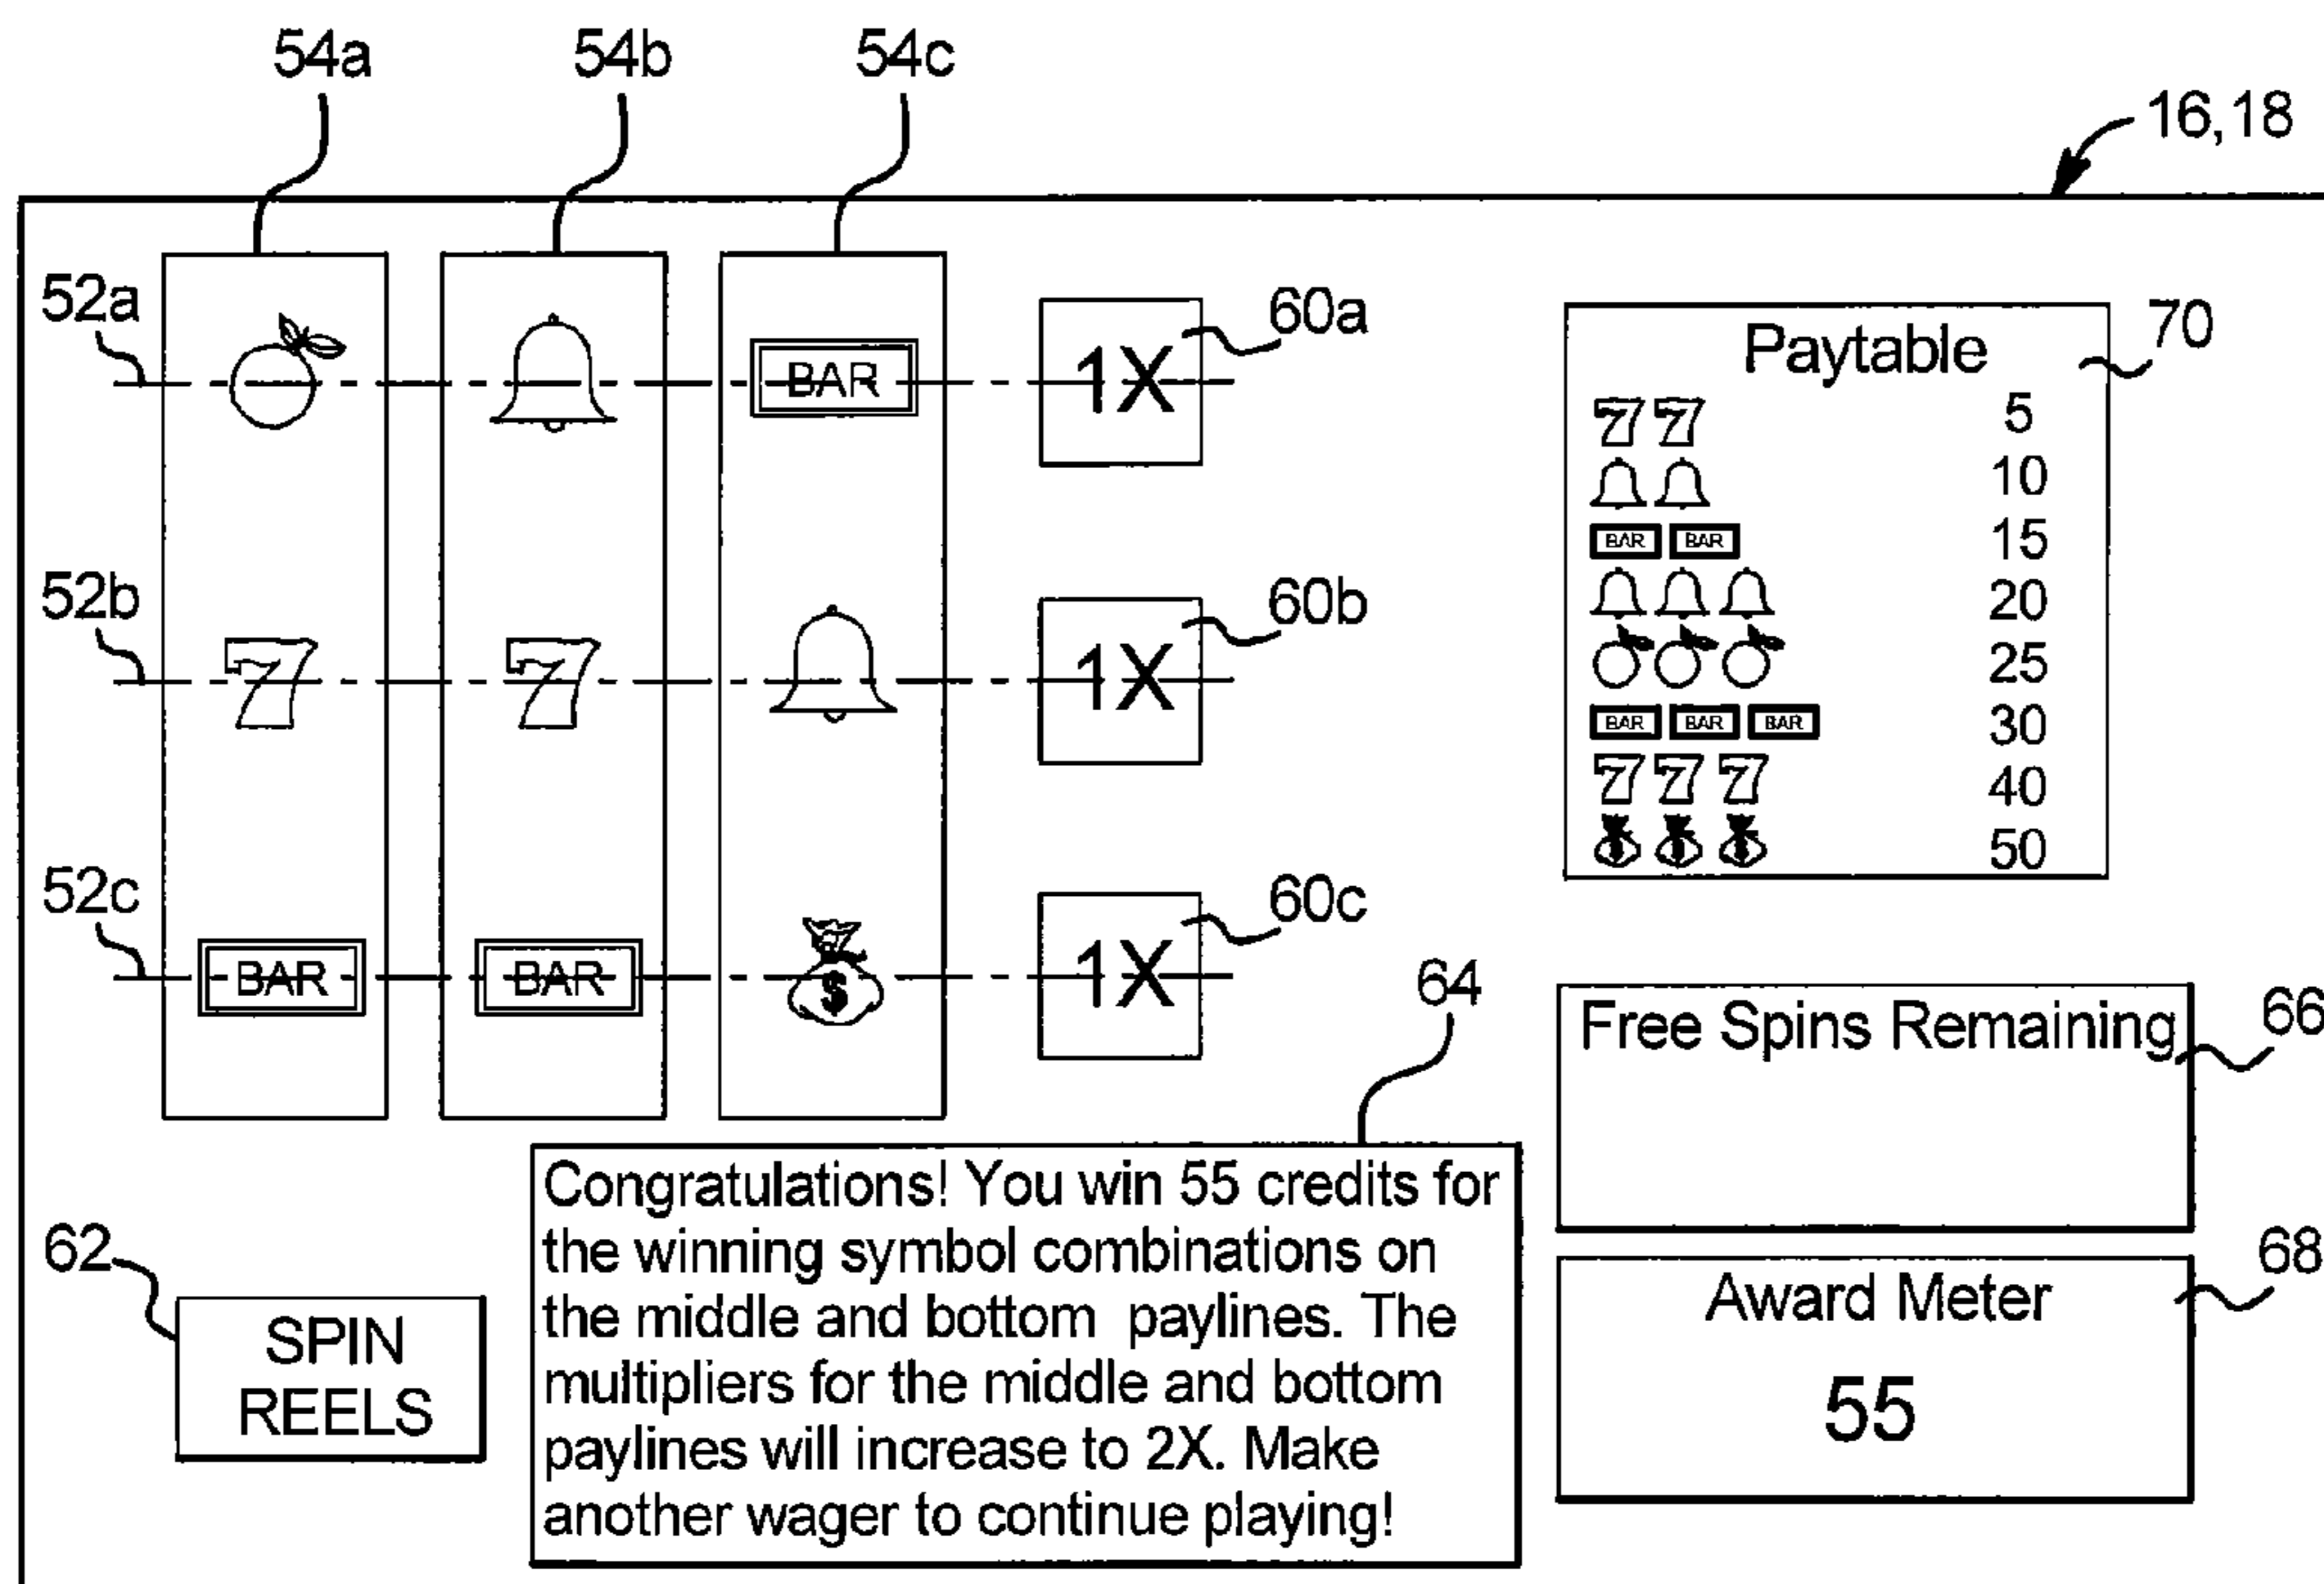 54a 54b 54c
16,18
52a
BAR
1X
60a
52b
7 7
1X
60b
52c
BAR BAR
$
1X
60c
Paytable
70
77 5
10
BAR BAR 15
20
25
BAR BAR BAR 30
777 40
50
64
Free Spins Remaining
66
Congratulations! You win 55 credits for
the winning symbol combinations on
the middle and bottom paylines. The
multipliers for the middle and bottom
paylines will increase to 2X. Make
another wager to continue playing!
62
SPIN
REELS
Award Meter
68
55